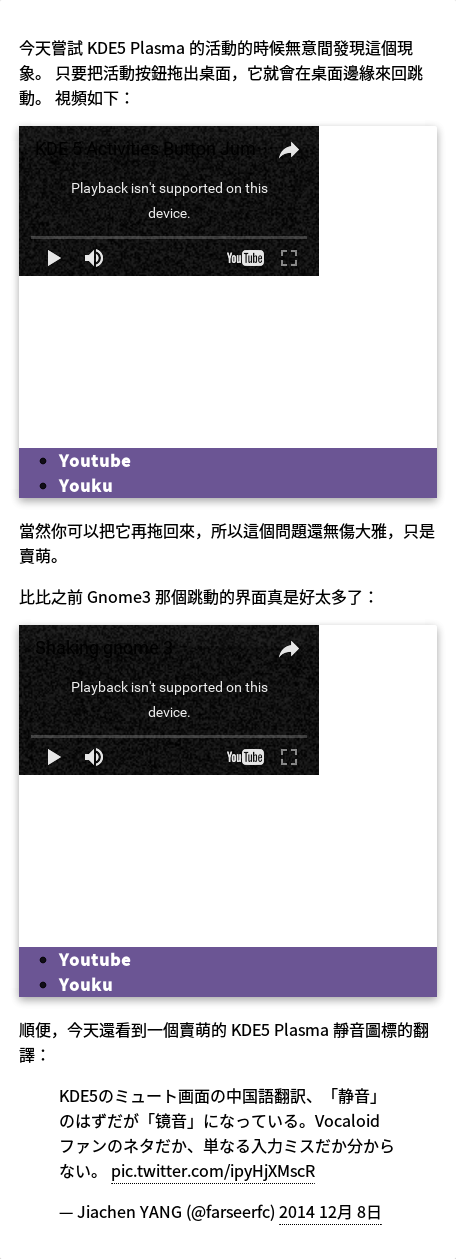 今天嘗試 KDE5 Plasma 的活動的時候無意間發現這個現
象。 只要把活動按鈕拖出桌面，它就會在桌面邊緣來回跳
動。 視頻如下：
KDE 5 Activities Button Jum
Playback isn't supported on this
device.
YouTube
Youtube
Youku
當然你可以把它再拖回來，所以這個問題還無傷大雅，只是
賣萌。
比比之前 Gnome3 那個跳動的界面真是好太多了：
Shaking gnome 3
Playback isn't supported on this
device.
YouTube
Youtube
Youku
順便，今天還看到一個賣萌的 KDE5 Plasma 靜音圖標的翻
譯：
KDE5のミュート画面の中国語翻訳、「静音」
のはずだが「镜音」になっている。Vocaloid
ファンのネタだか、単なる入力ミスだか分から
ない。 pic.twitter.com/ipyHjXMscR
— Jiachen YANG (@farseerfc) 2014 12月 8日